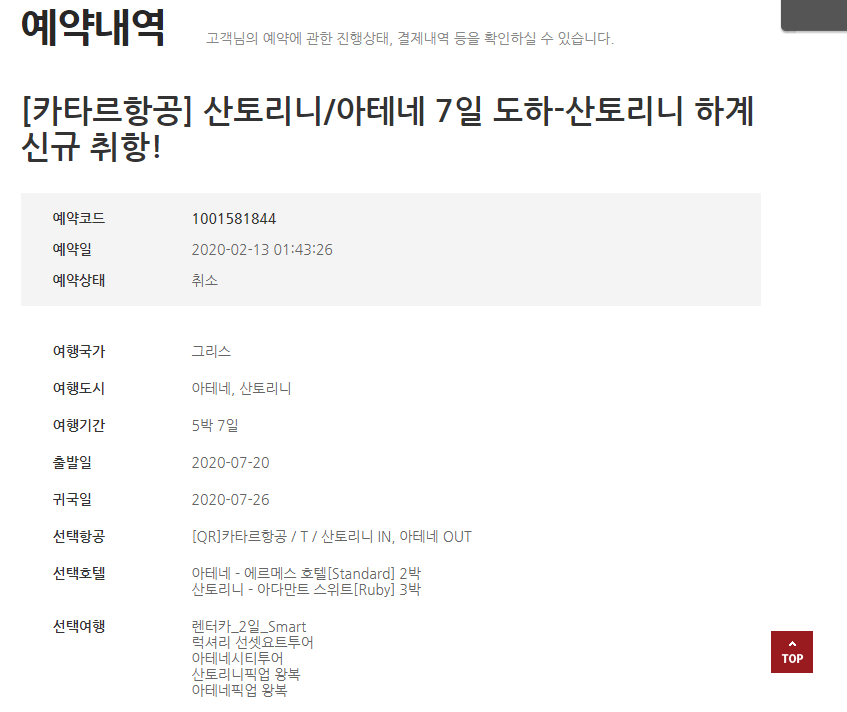 예약내역
고객님의 예약에 관한 진행상태, 결제내역 등을 확인하실 수 있습니다.
[카타르항공] 산토리니/아테네 7일 도하-산토리니 하계
신규 취항!
예약코드 1001581844
예약일 2020-02-13 01:43:26
예약상태 취소
여행국가 그리스
여행도시 아테네, 산토리니
여행기간 5박 7일
출발일 2020-07-20
귀국일 2020-07-26
선택항공 [QR]카타르항공 / T / 산토리니 IN, 아테네 OUT
선택호텔 아테네 - 에르메스 호텔[Standard] 2박
산토리니 - 아다만트 스위트[Ruby] 3박
선택여행 렌터카_2일_Smart
럭셔리 선셋요트투어
아테네시티투어
산토리니픽업 왕복
아테네픽업 왕복
TOP